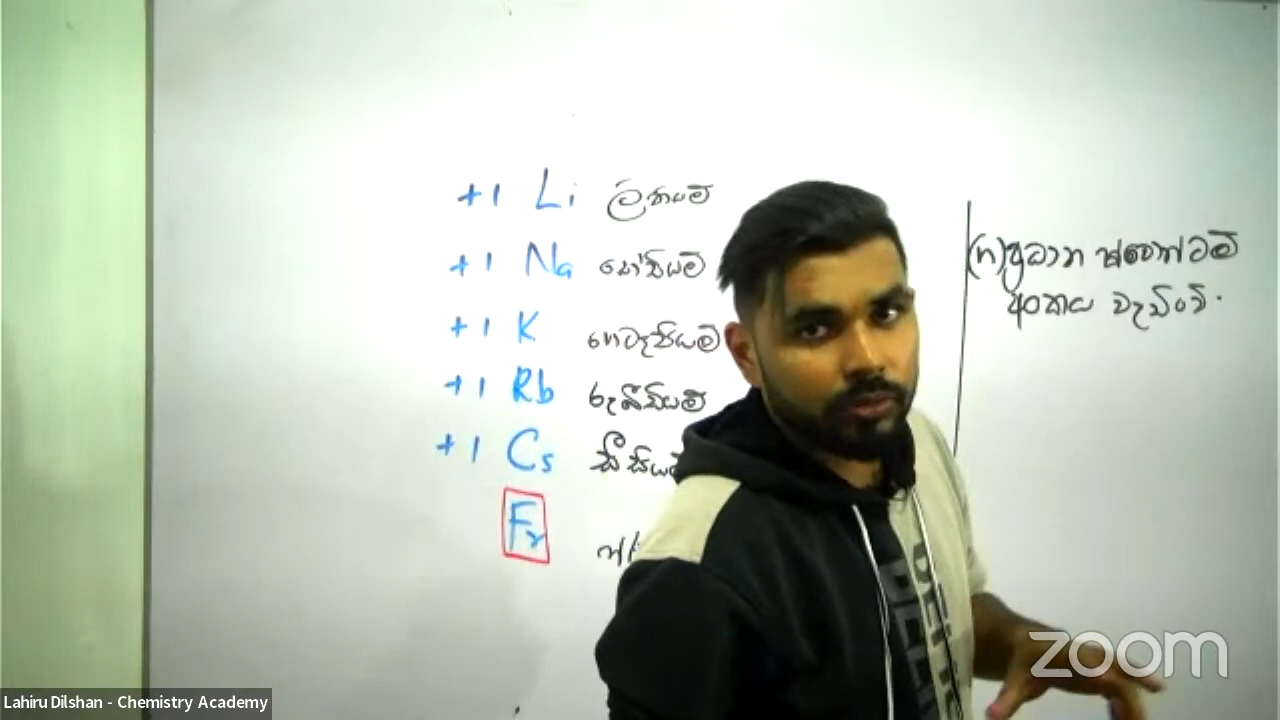 +1 Li ලිතියම්
+1 Na සෝඩියම්
+1 K පොටෑසියම්
+1 Rb රුබීඩියම්
+1 Cs සීසියම්
Fr
(n) ප්‍රධාන ක්වොන්ටම්
අංකය වැඩිවේ.
zoom
Lahiru Dilshan - Chemistry Academy